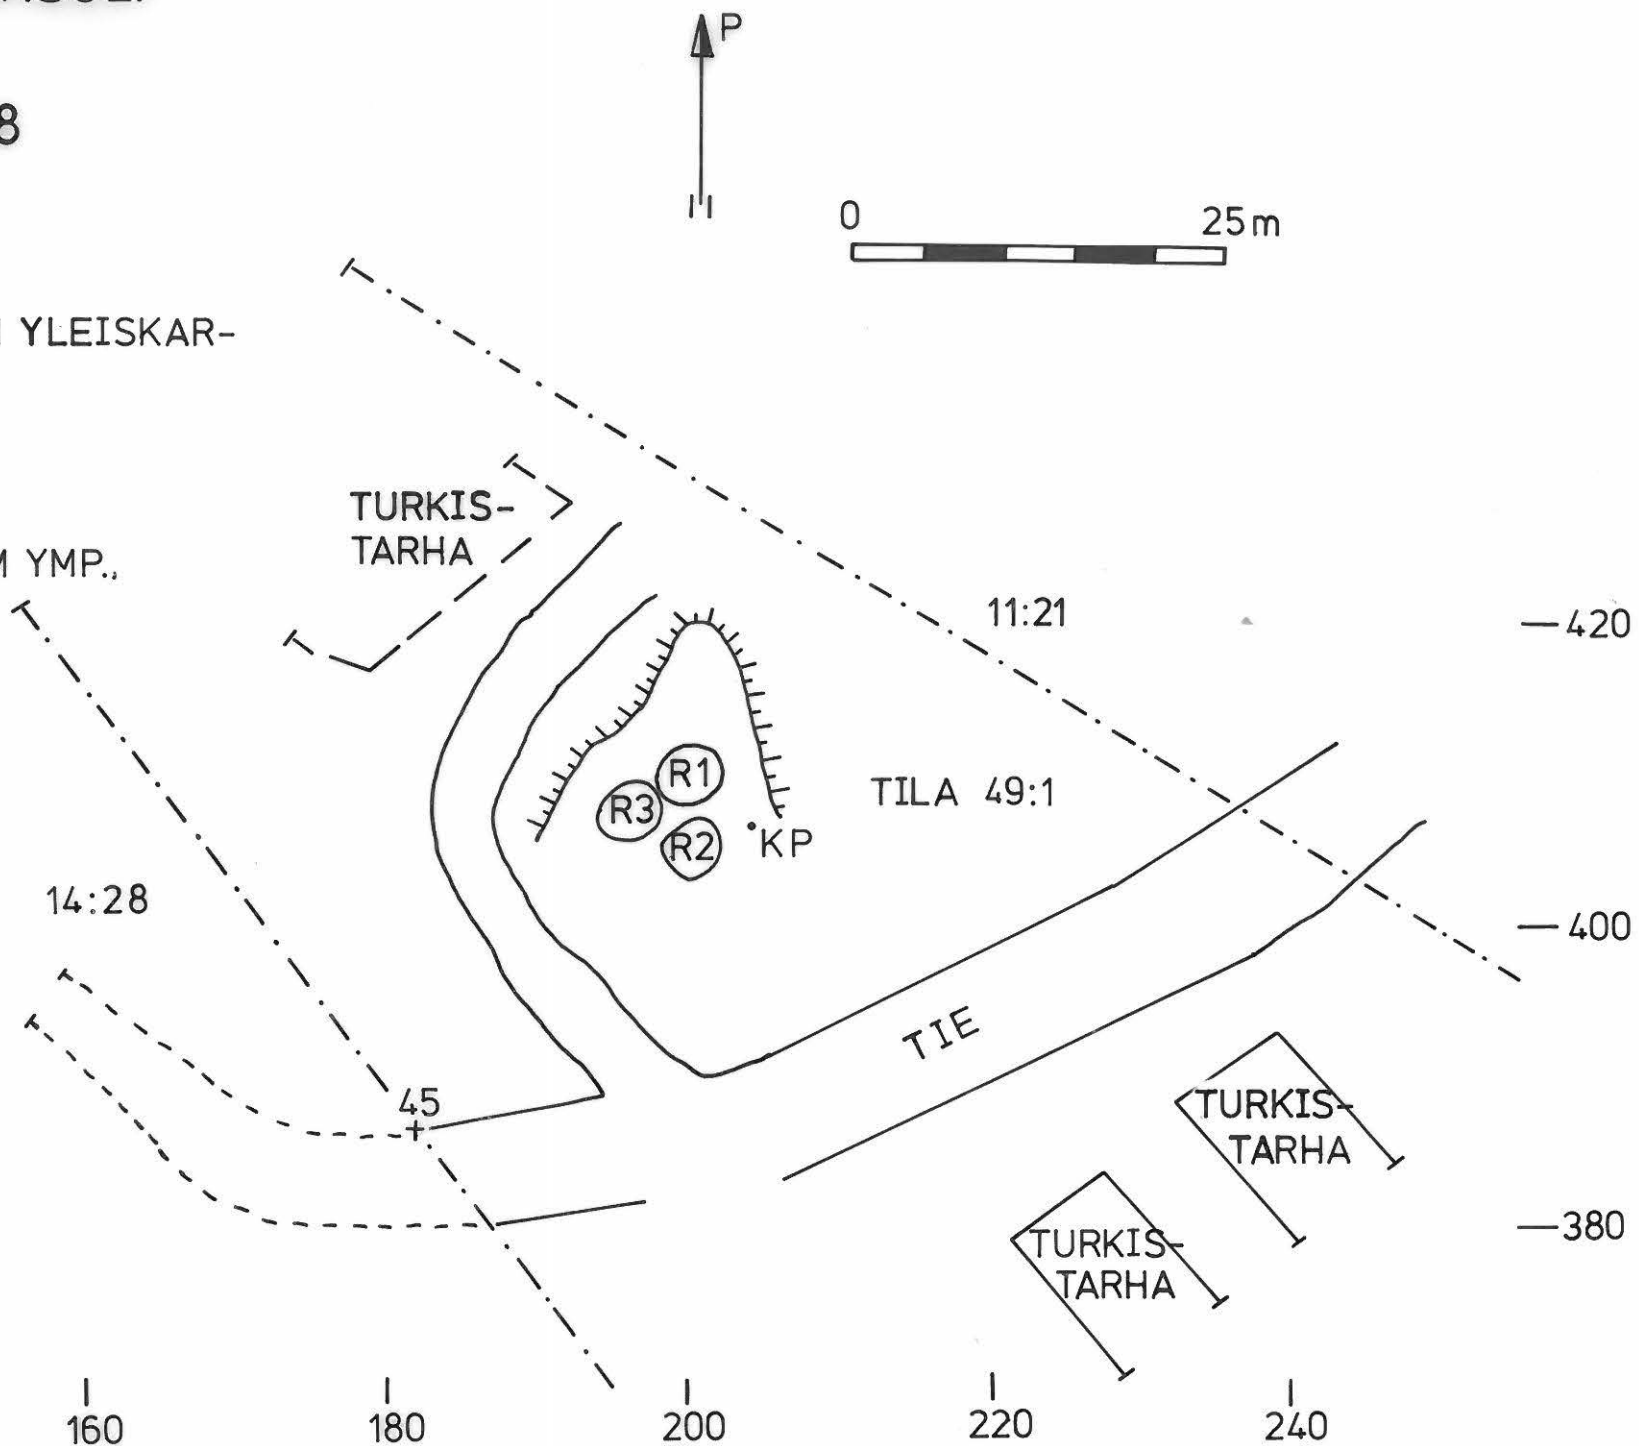 8
P
0 25m
YLEISKAR-
TURKIS-
TARHA
M YMP.,
11:21
420
R1
TILA 49:1
R3
R2
KP
14:28
400
TIE
45
TURKIS-
TARHA
380
TURKIS-
TARHA
160 180 200 220 240